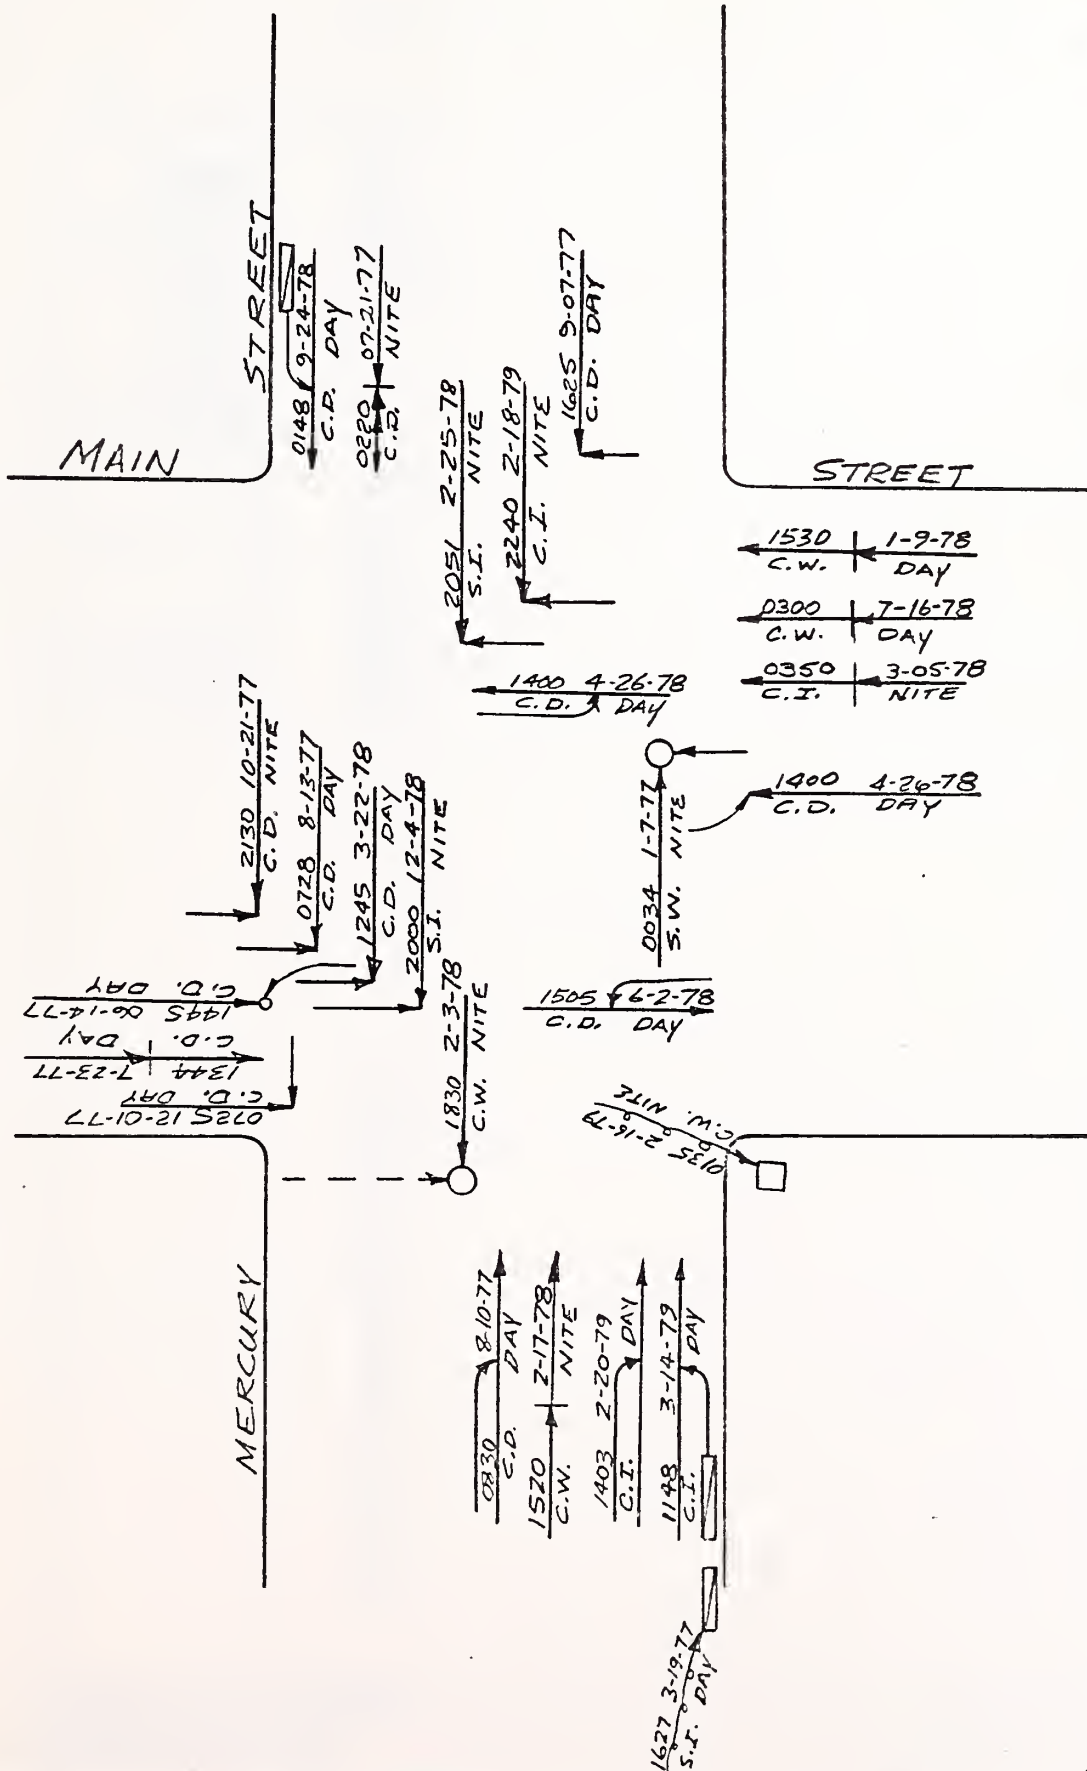 MAIN
STREET
0148 9-24-78
C.D. DAY
0220 07-21-77
C.D. NITE
2051 2-25-78
S.I. NITE
2240 2-18-79
C.I. NITE
1625 9-07-77
C.D. DAY
STREET
1530 1-9-78
C.W. DAY
0300 7-16-78
C.W. DAY
0350 3-05-78
C.I. NITE
1400 4-26-78
C.D. DAY
1400 4-26-78
C.D. DAY
2130 10-21-77
C.D. NITE
0728 8-13-77
C.D. DAY
1245 3-22-78
C.D. DAY
2000 12-4-78
S.I. NITE
0034 1-7-77
S.W. NITE
1445 06-14-77
C.D. DAY
1344 7-23-77
C.D. DAY
0725 12-01-77
C.D. DAY
1830 2-3-78
C.W. NITE
1505 6-2-78
C.D. DAY
0135 2-16-79
C.W. NITE
MERCURY
0830 8-10-77
C.D. DAY
1520 2-17-78
C.W. NITE
1403 2-20-79
C.I. DAY
1148 3-14-79
C.I. DAY
1627 3-19-77
S.I. DAY